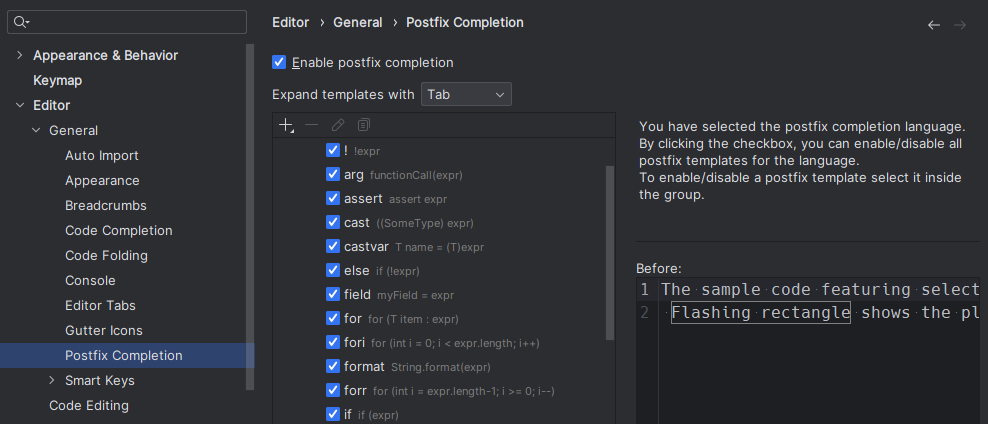 Editor › General › Postfix Completion
Appearance & Behavior
Keymap
Editor
General
Auto Import
Appearance
Breadcrumbs
Code Completion
Code Folding
Console
Editor Tabs
Gutter Icons
Postfix Completion
Smart Keys
Code Editing
Enable postfix completion
Expand templates with Tab
! !expr
arg functionCall(expr)
assert assert expr
cast ((SomeType) expr)
castvar T name = (T)expr
else if (!expr)
field myField = expr
for for (T item : expr)
fori for (int i = 0; i < expr.length; i++)
format String.format(expr)
forr for (int i = expr.length-1; i >= 0; i--)
if if (expr)
You have selected the postfix completion language.
By clicking the checkbox, you can enable/disable all
postfix templates for the language.
To enable/disable a postfix template select it inside
the group.
Before:
1 The sample code featuring select
2 Flashing rectangle shows the pl